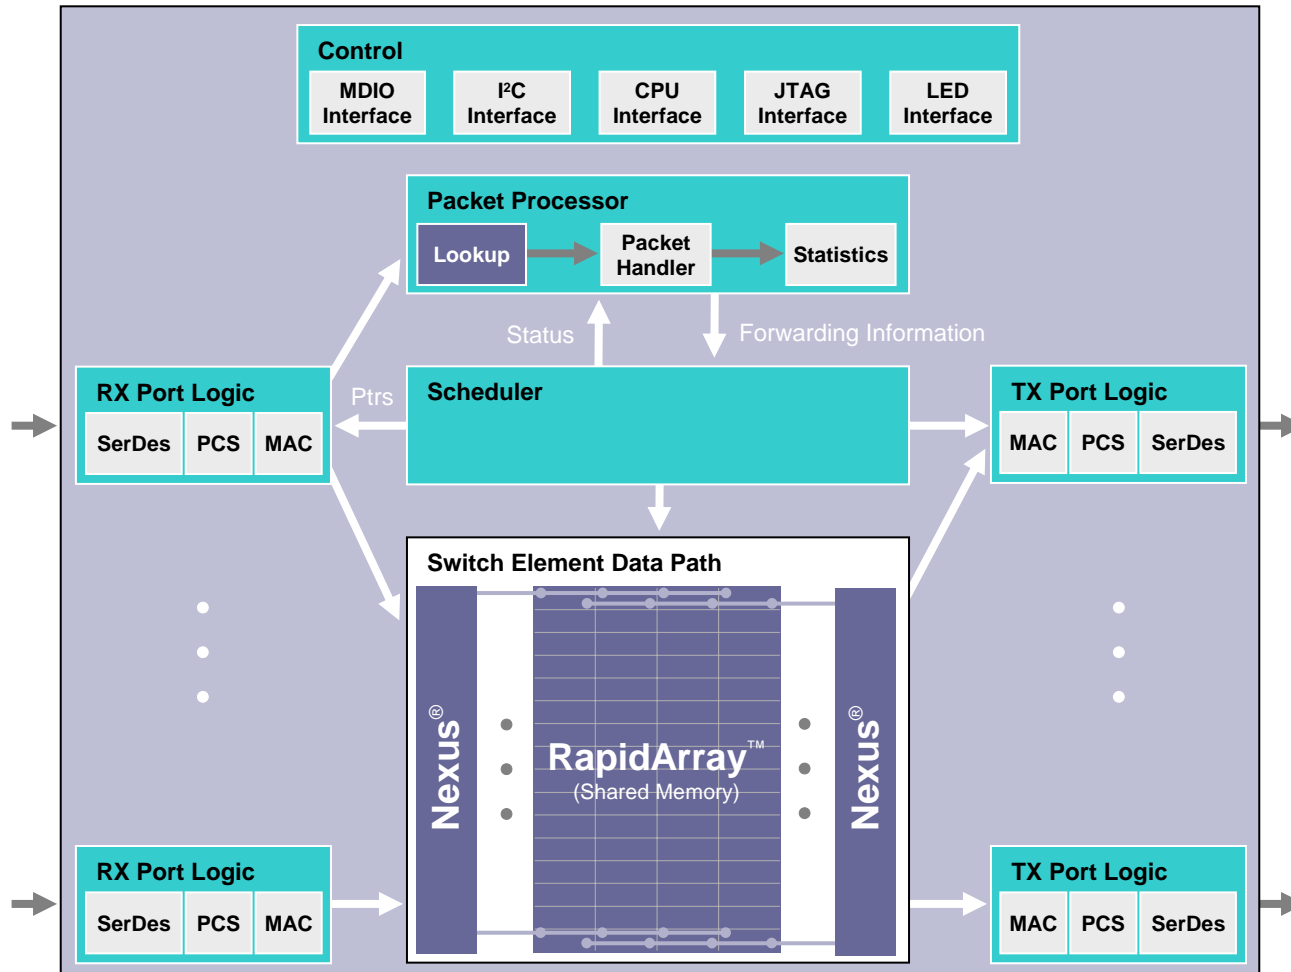 Control
MDIO
Interface
I²C
Interface
CPU
Interface
JTAG
Interface
LED
Interface
Packet Processor
Lookup
Packet
Handler
Statistics
Status
Forwarding Information
RX Port Logic
SerDes PCS MAC
Ptrs
Scheduler
TX Port Logic
MAC PCS SerDes
Switch Element Data Path
Nexus®
RapidArray™
(Shared Memory)
Nexus®
RX Port Logic
SerDes PCS MAC
TX Port Logic
MAC PCS SerDes